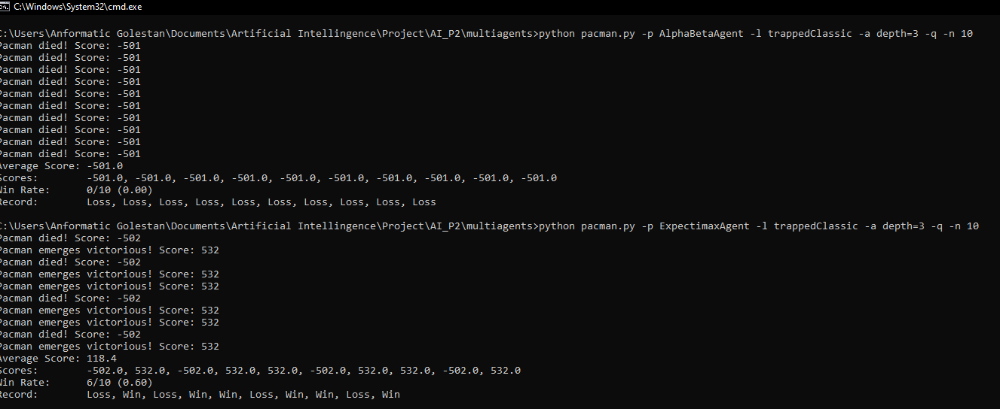 C:\Windows\System32\cmd.exe
C:\Users\Anformatic Golestan\Documents\Artificial Intellingence\Project\AI_P2\multiagents>python pacman.py -p AlphaBetaAgent -l trappedClassic -a depth=3 -q -n 10
Pacman died! Score: -501
Pacman died! Score: -501
Pacman died! Score: -501
Pacman died! Score: -501
Pacman died! Score: -501
Pacman died! Score: -501
Pacman died! Score: -501
Pacman died! Score: -501
Pacman died! Score: -501
Pacman died! Score: -501
Average Score: -501.0
Scores:        -501.0, -501.0, -501.0, -501.0, -501.0, -501.0, -501.0, -501.0, -501.0, -501.0
Win Rate:      0/10 (0.00)
Record:        Loss, Loss, Loss, Loss, Loss, Loss, Loss, Loss, Loss, Loss
C:\Users\Anformatic Golestan\Documents\Artificial Intellingence\Project\AI_P2\multiagents>python pacman.py -p ExpectimaxAgent -l trappedClassic -a depth=3 -q -n 10
Pacman died! Score: -502
Pacman emerges victorious! Score: 532
Pacman died! Score: -502
Pacman emerges victorious! Score: 532
Pacman emerges victorious! Score: 532
Pacman died! Score: -502
Pacman emerges victorious! Score: 532
Pacman emerges victorious! Score: 532
Pacman died! Score: -502
Pacman emerges victorious! Score: 532
Average Score: 118.4
Scores:        -502.0, 532.0, -502.0, 532.0, 532.0, -502.0, 532.0, 532.0, -502.0, 532.0
Win Rate:      6/10 (0.60)
Record:        Loss, Win, Loss, Win, Win, Loss, Win, Win, Loss, Win